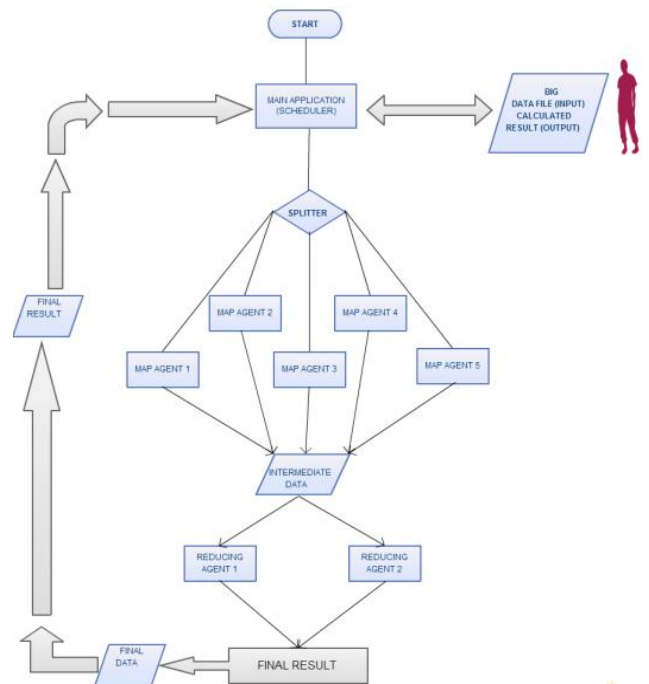 START
MAIN APPLICATION
(SCHEDULER)
BIG
DATA FILE (INPUT)
CALCULATED
RESULT (OUTPUT)
SPLITTER
FINAL
RESULT
MAP AGENT 2
MAP AGENT 4
MAP AGENT 1
MAP AGENT 3
MAP AGENT 5
INTERMEDIATE
DATA
REDUCING
AGENT 1
REDUCING
AGENT 2
FINAL
DATA
FINAL RESULT